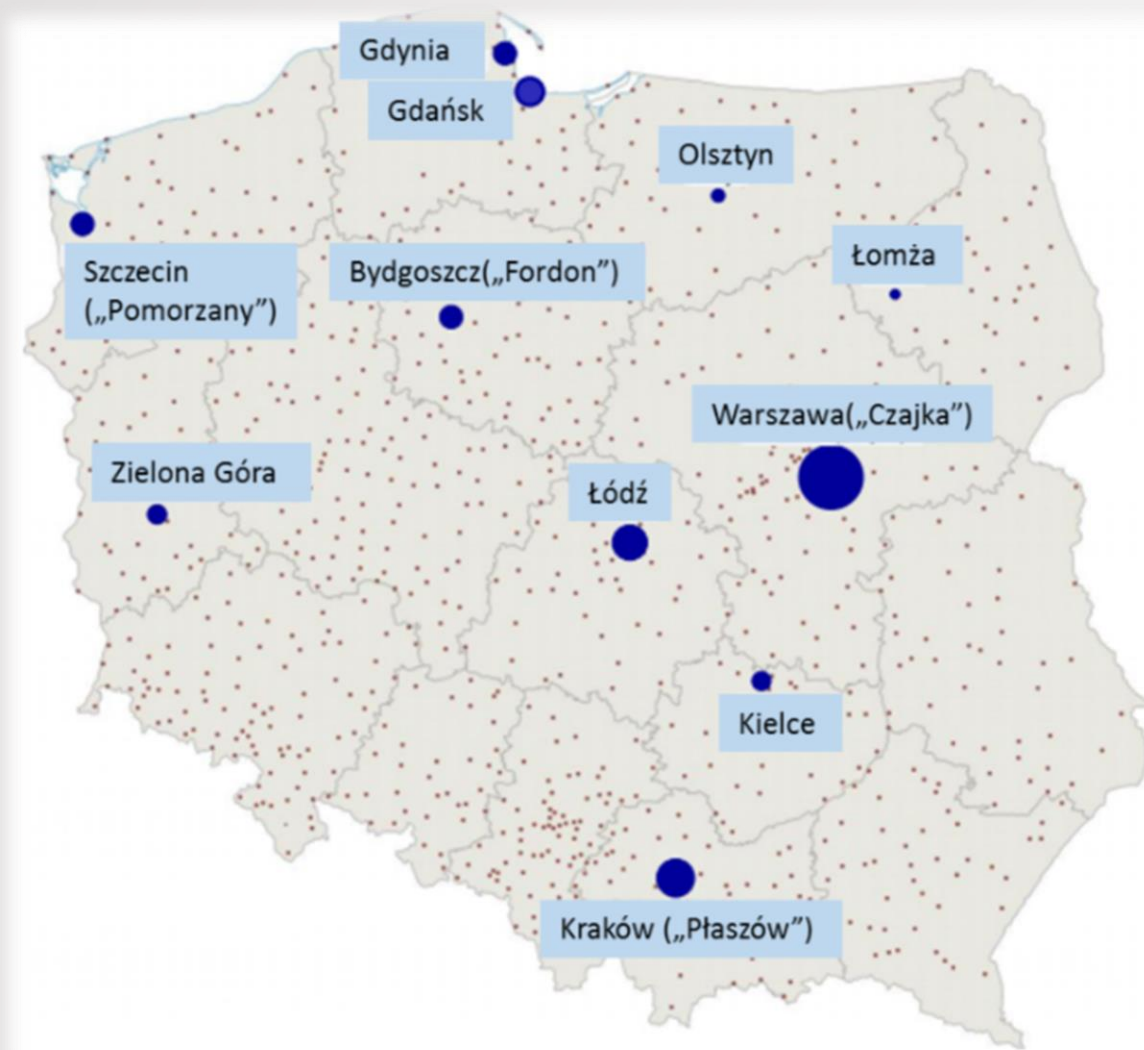 Gdynia
Gdańsk
Olsztyn
Łomża
Szczecin
(„Pomorzany”)
Bydgoszcz(„Fordon”)
Warszawa(„Czajka”)
Zielona Góra
Łódź
Kielce
Kraków („Płaszów”)